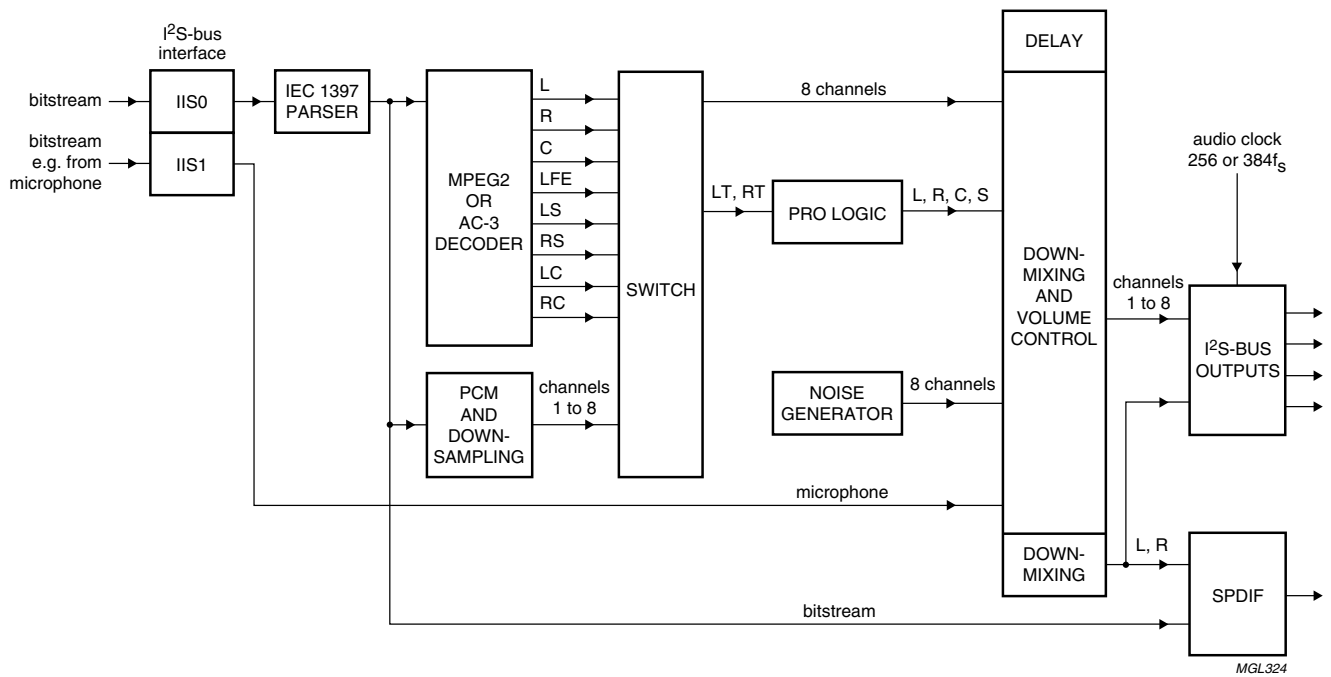 I²S-bus
interface
bitstream
IIS0
bitstream
e.g. from
microphone
IIS1
IEC 1397
PARSER
MPEG2
OR
AC-3
DECODER
L
R
C
LFE
LS
RS
LC
RC
PCM
AND
DOWN-
SAMPLING
channels
1 to 8
SWITCH
8 channels
LT, RT
PRO LOGIC
L, R, C, S
NOISE
GENERATOR
8 channels
microphone
bitstream
DELAY
DOWN-
MIXING
AND
VOLUME
CONTROL
DOWN-
MIXING
channels
1 to 8
L, R
audio clock
256 or 384fS
I²S-BUS
OUTPUTS
SPDIF
MGL324